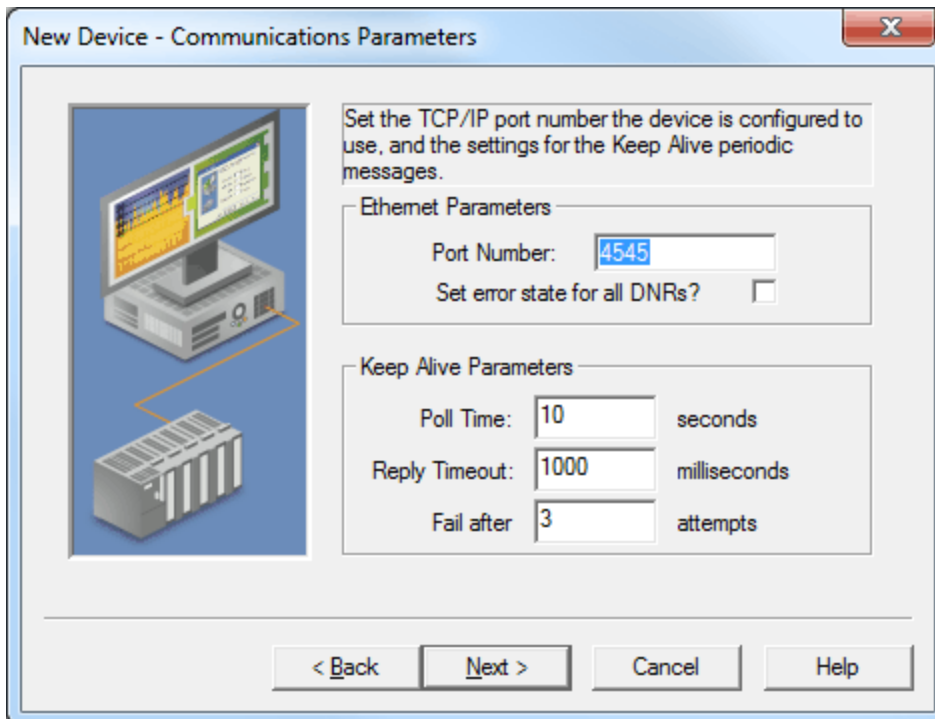 New Device - Communications Parameters
Set the TCP/IP port number the device is configured to
use, and the settings for the Keep Alive periodic
messages.
Ethernet Parameters
Port Number: 4545
Set error state for all DNRs?
Keep Alive Parameters
Poll Time: 10 seconds
Reply Timeout: 1000 milliseconds
Fail after 3 attempts
< Back Next > Cancel Help